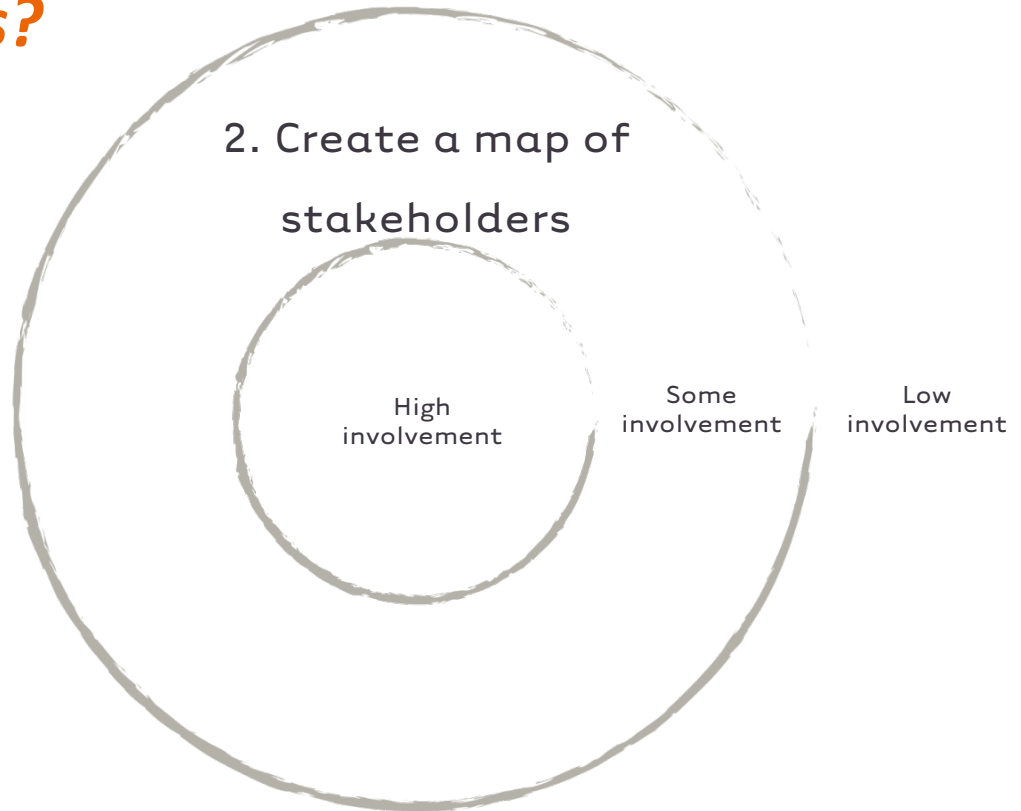 s?
2. Create a map of
stakeholders
High
involvement
Some
involvement
Low
involvement